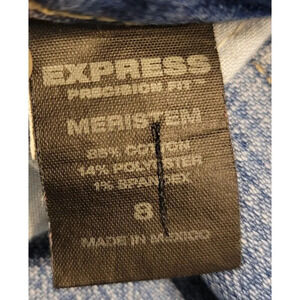 EXPRESS
PRECISION FIT
MERISTEM
85% COTTON
14% POLYESTER
1% SPANDEX
8
MADE IN MEXICO